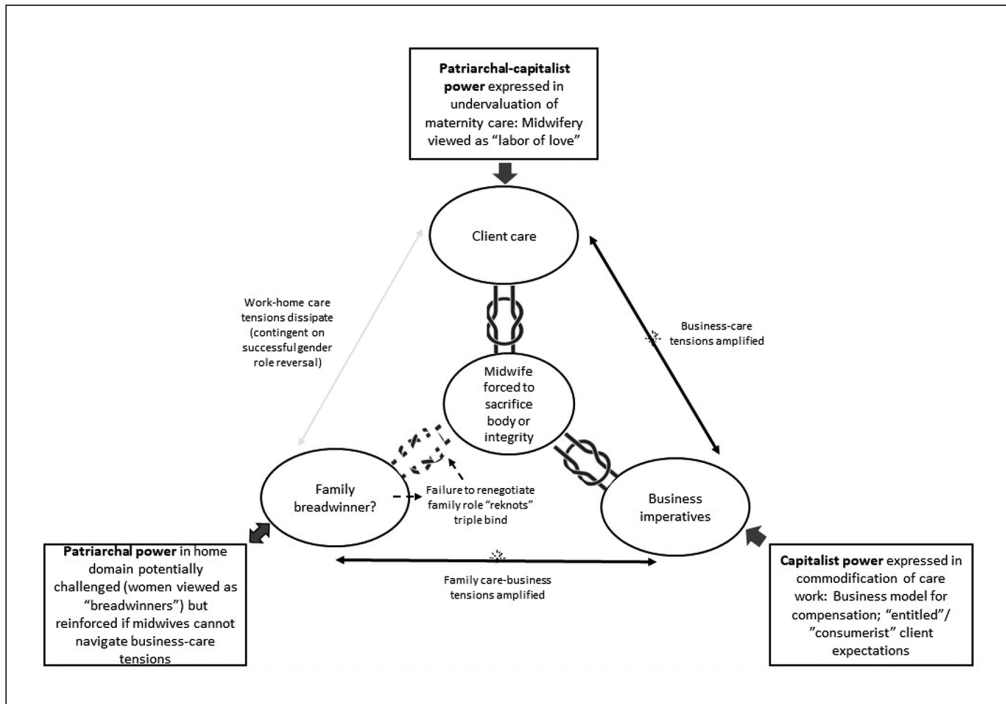 Patriarchal-capitalist
power expressed in
undervaluation of
maternity care: Midwifery
viewed as “labor of love”
Client care
Work-home care
tensions dissipate
(contingent on
successful gender
role reversal)
Business-care
tensions amplified
Midwife
forced to
sacrifice
body or
integrity
Family
breadwinner?
Failure to renegotiate
family role “reknots”
triple bind
Business
imperatives
Patriarchal power in home
domain potentially
challenged (women viewed as
“breadwinners”) but
reinforced if midwives cannot
navigate business-care
tensions
Family care-business
tensions amplified
Capitalist power expressed in
commodification of care
work: Business model for
compensation; “entitled”/
”consumerist” client
expectations